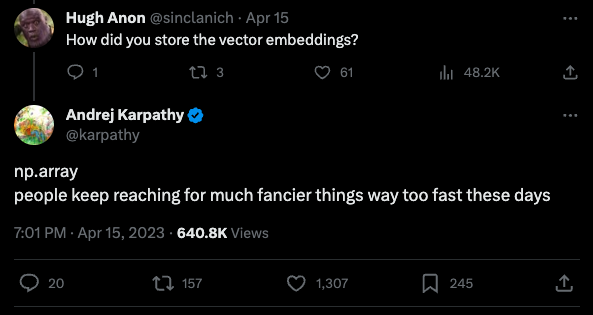 Hugh Anon @sinclanich · Apr 15
How did you store the vector embeddings?
1 3 61 48.2K
Andrej Karpathy
@karpathy
np.array
people keep reaching for much fancier things way too fast these days
7:01 PM · Apr 15, 2023 · 640.8K Views
20 157 1,307 245